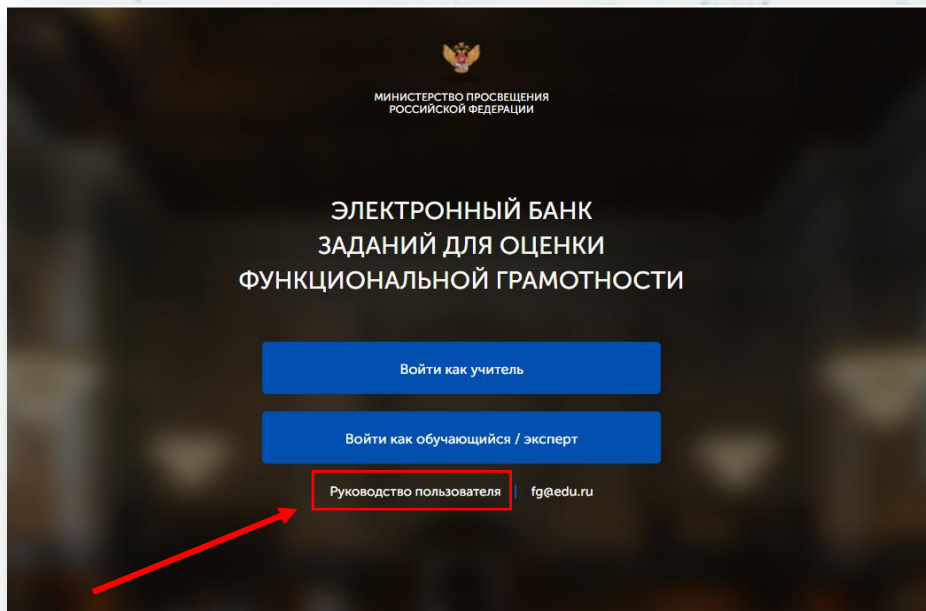 МИНИСТЕРСТВО ПРОСВЕЩЕНИЯ
РОССИЙСКОЙ ФЕДЕРАЦИИ
ЭЛЕКТРОННЫЙ БАНК
ЗАДАНИЙ ДЛЯ ОЦЕНКИ
ФУНКЦИОНАЛЬНОЙ ГРАМОТНОСТИ
Войти как учитель
Войти как обучающийся / эксперт
Руководство пользователя | fg@edu.ru